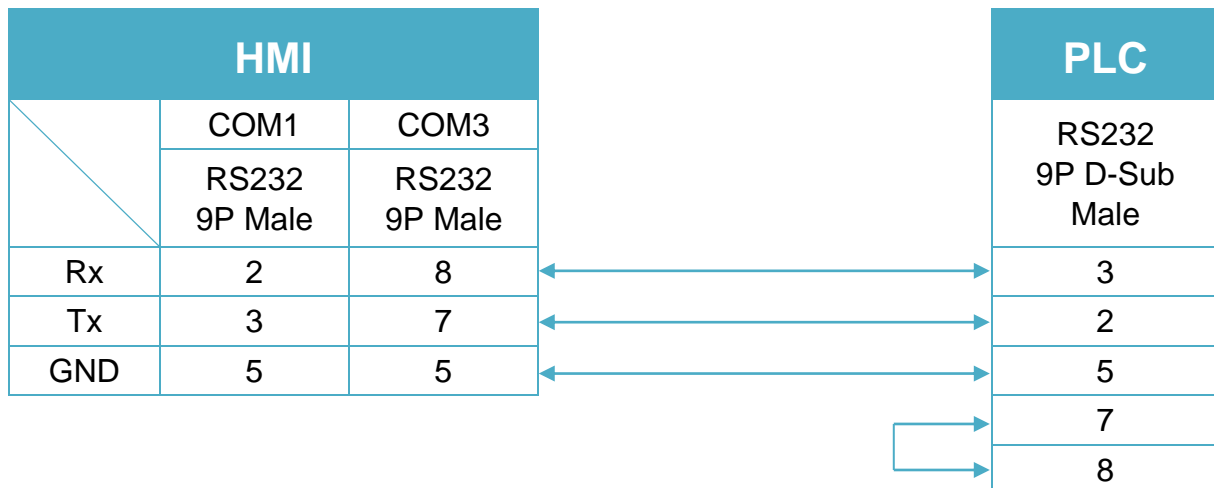 HMI PLC
COM1 COM3
RS232
9P Male
RS232
9P Male
RS232
9P D-Sub
Male
Rx 2 8 3
Tx 3 7 2
GND 5 5 5
7
8